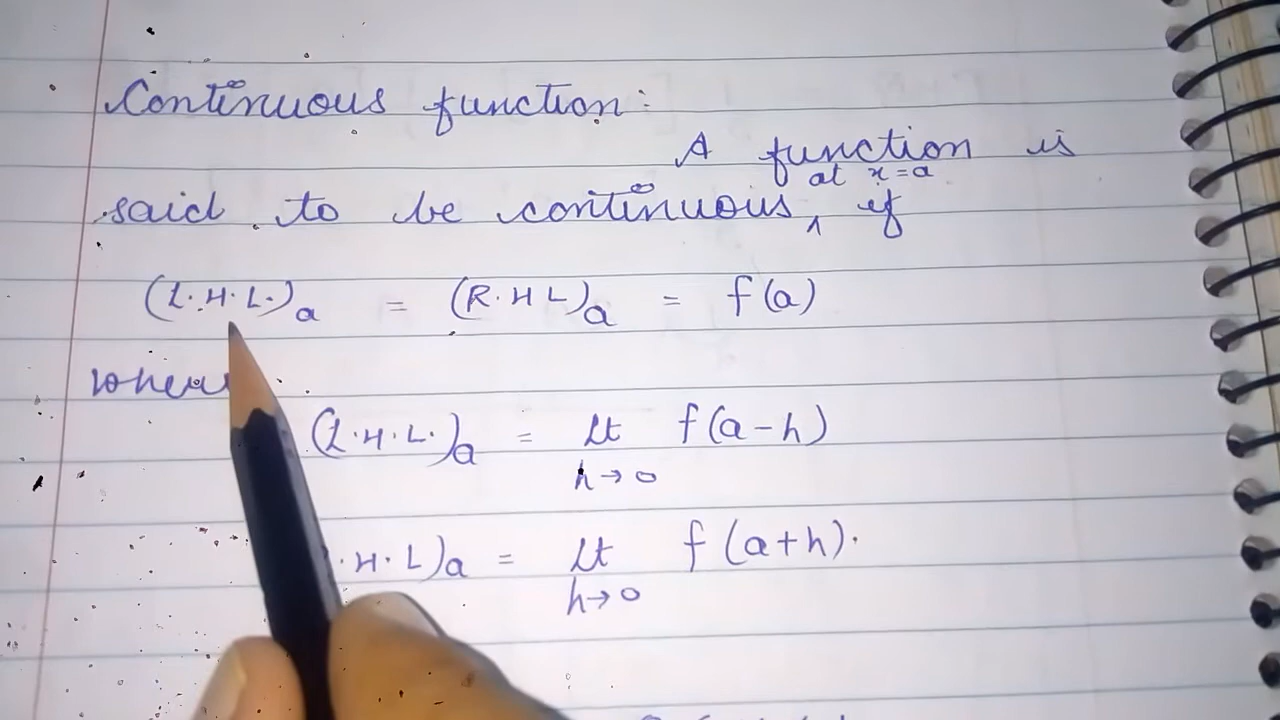 Continuous function:
A function is
at x=a
said to be continuous ^ if
(L.H.L.)a = (R.H L)a = f(a)
where
(L.H.L.)a = lt f(a-h)
h→0
.H.L)a = lt f(a+h).
h→0